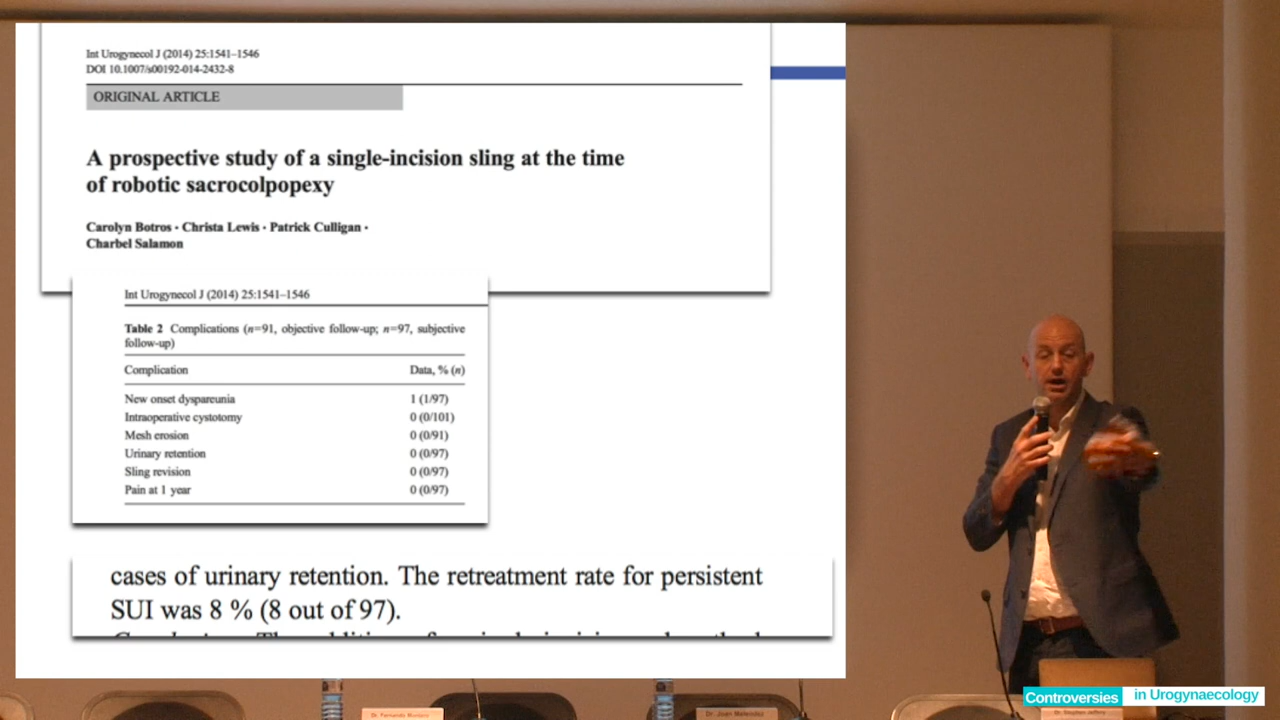 Int Urogynecol J (2014) 25:1541–1546
DOI 10.1007/s00192-014-2432-8
ORIGINAL ARTICLE
A prospective study of a single-incision sling at the time
of robotic sacrocolpopexy
Carolyn Botros · Christa Lewis · Patrick Culligan ·
Charbel Salamon
Int Urogynecol J (2014) 25:1541–1546
Table 2 Complications (n=91, objective follow-up; n=97, subjective
follow-up)
Complication Data, % (n)
New onset dyspareunia 1 (1/97)
Intraoperative cystotomy 0 (0/101)
Mesh erosion 0 (0/91)
Urinary retention 0 (0/97)
Sling revision 0 (0/97)
Pain at 1 year 0 (0/97)
cases of urinary retention. The retreatment rate for persistent
SUI was 8 % (8 out of 97).
Controversies in Urogynaecology